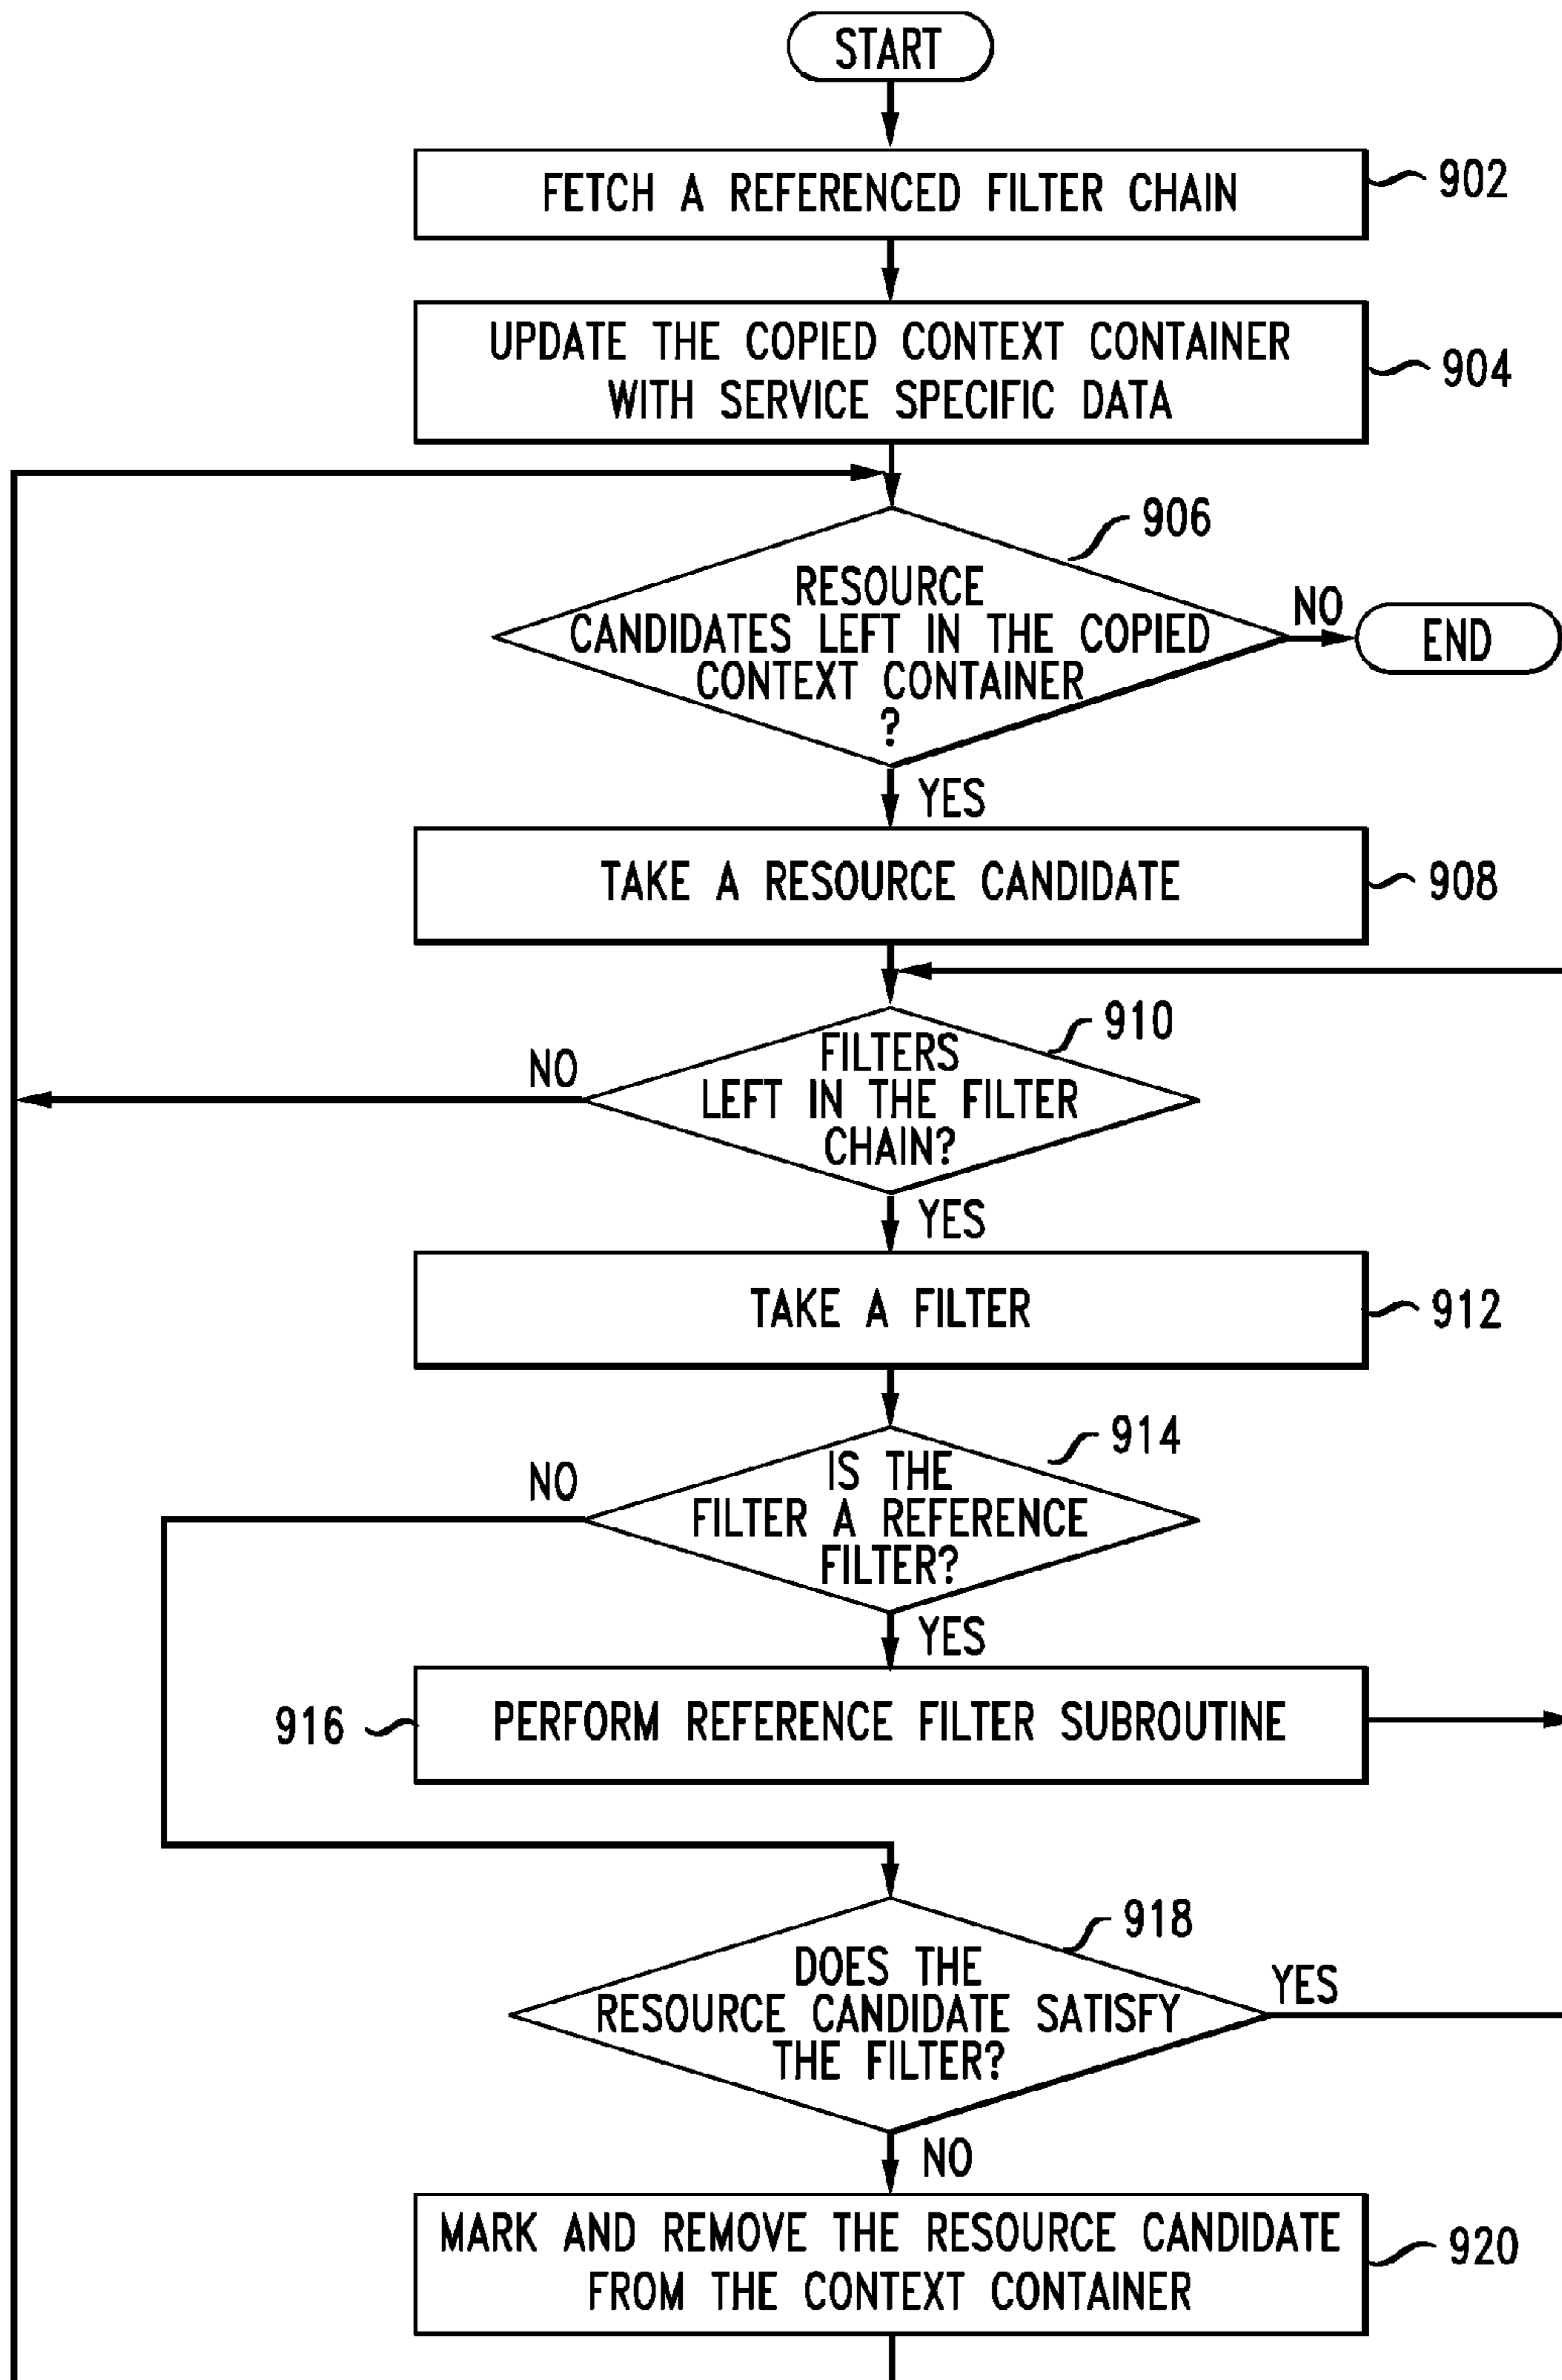 START
FETCH A REFERENCED FILTER CHAIN
902
UPDATE THE COPIED CONTEXT CONTAINER
WITH SERVICE SPECIFIC DATA
904
906
RESOURCE
CANDIDATES LEFT IN THE COPIED
CONTEXT CONTAINER
?
NO
END
YES
TAKE A RESOURCE CANDIDATE
908
910
FILTERS
LEFT IN THE FILTER
CHAIN?
NO
YES
TAKE A FILTER
912
914
IS THE
FILTER A REFERENCE
FILTER?
NO
YES
916
PERFORM REFERENCE FILTER SUBROUTINE
918
DOES THE
RESOURCE CANDIDATE SATISFY
THE FILTER?
YES
NO
MARK AND REMOVE THE RESOURCE CANDIDATE
FROM THE CONTEXT CONTAINER
920